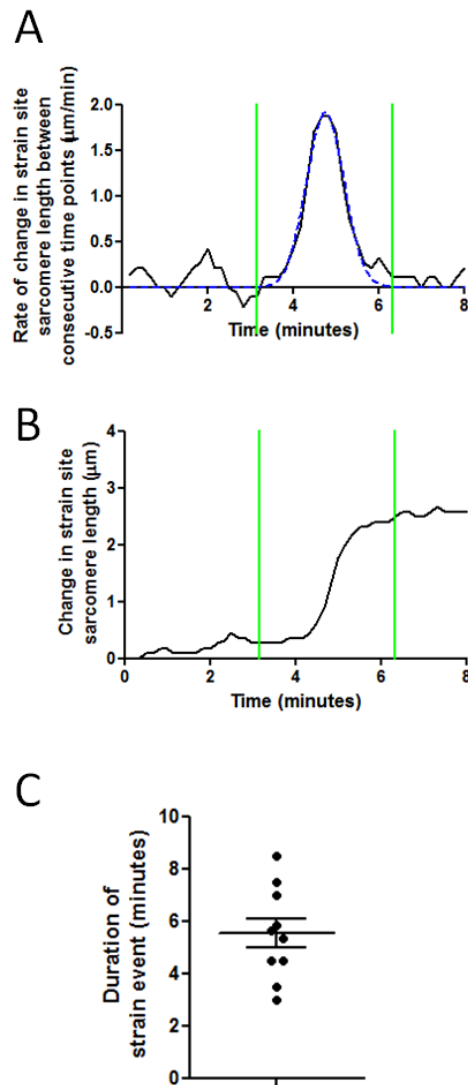 A
Rate of change in strain site
sarcomere length between
consecutive time points (μm/min)
2.0
1.5
1.0
0.5
0.0
-0.5
2
4
6
8
Time (minutes)
B
Change in strain site
sarcomere length (μm)
4
3
2
1
0
0
2
4
6
8
Time (minutes)
C
Duration of
strain event (minutes)
10
8
6
4
2
0